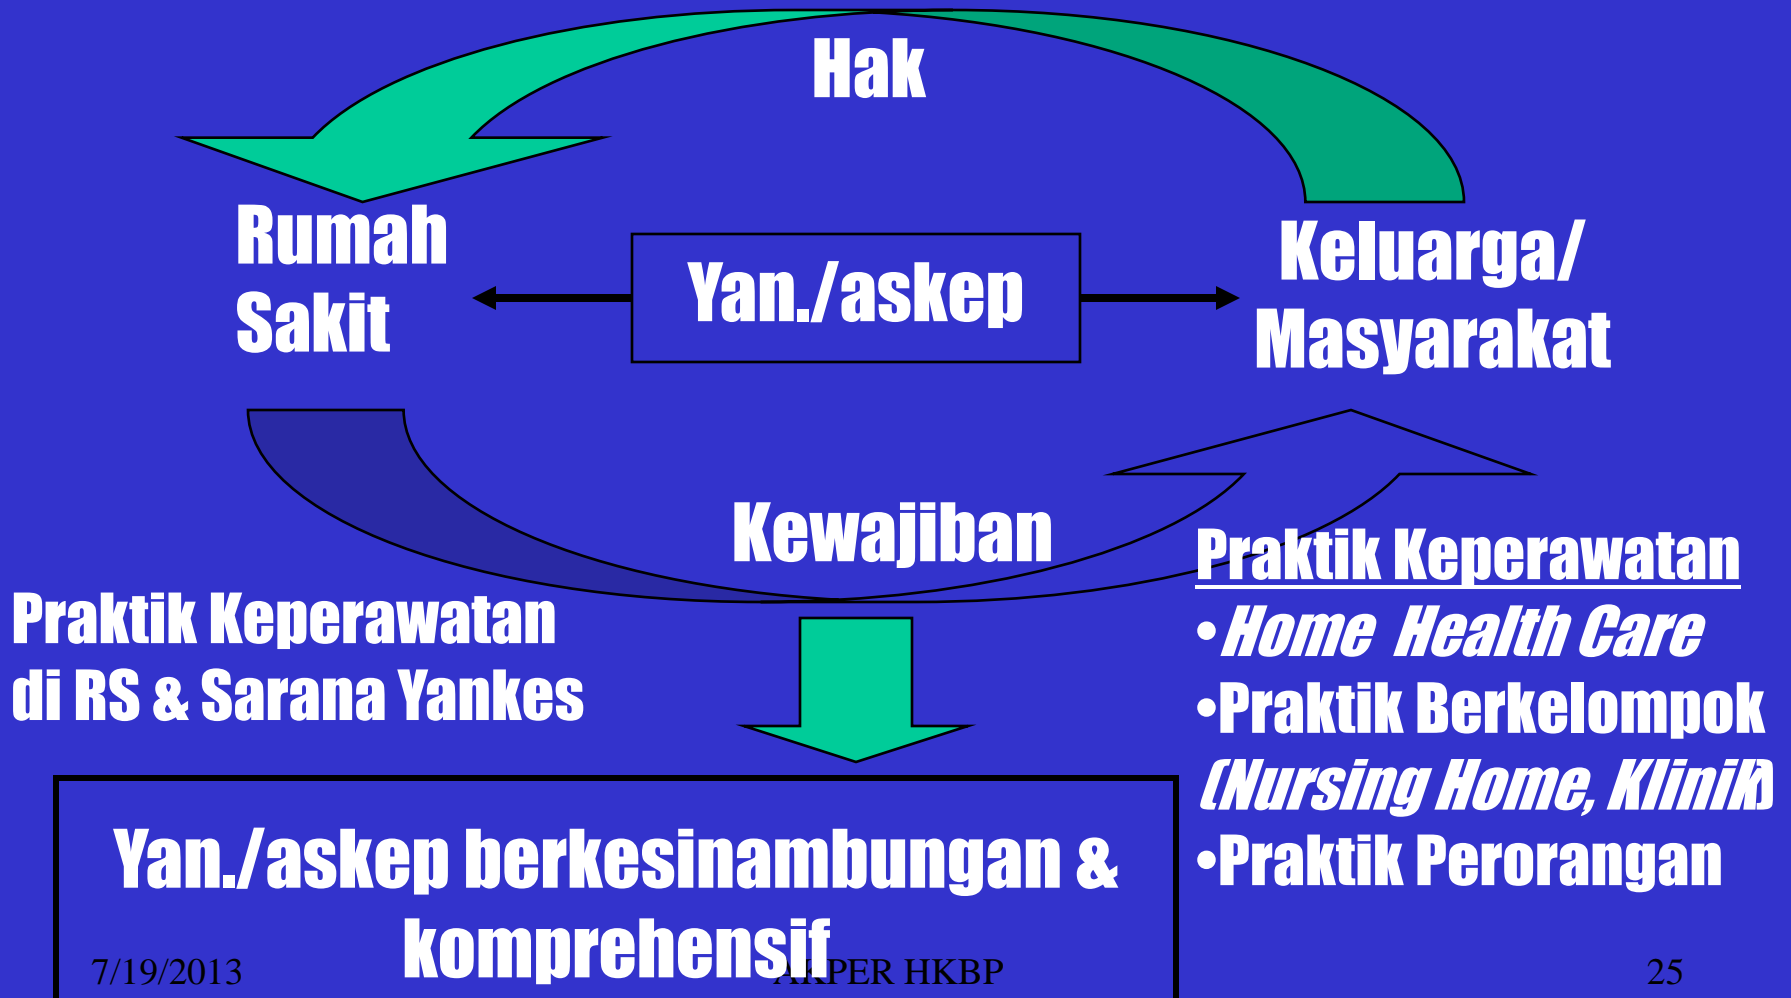 Hak
Rumah
Sakit
Yan./askep
Keluarga/
Masyarakat
Kewajiban
Praktik Keperawatan
di RS & Sarana Yankes
Praktik Keperawatan
•Home Health Care
•Praktik Berkelompok
(Nursing Home, Klinik)
•Praktik Perorangan
Yan./askep berkesinambungan &
komprehensif
7/19/2013
AKPER HKBP
25